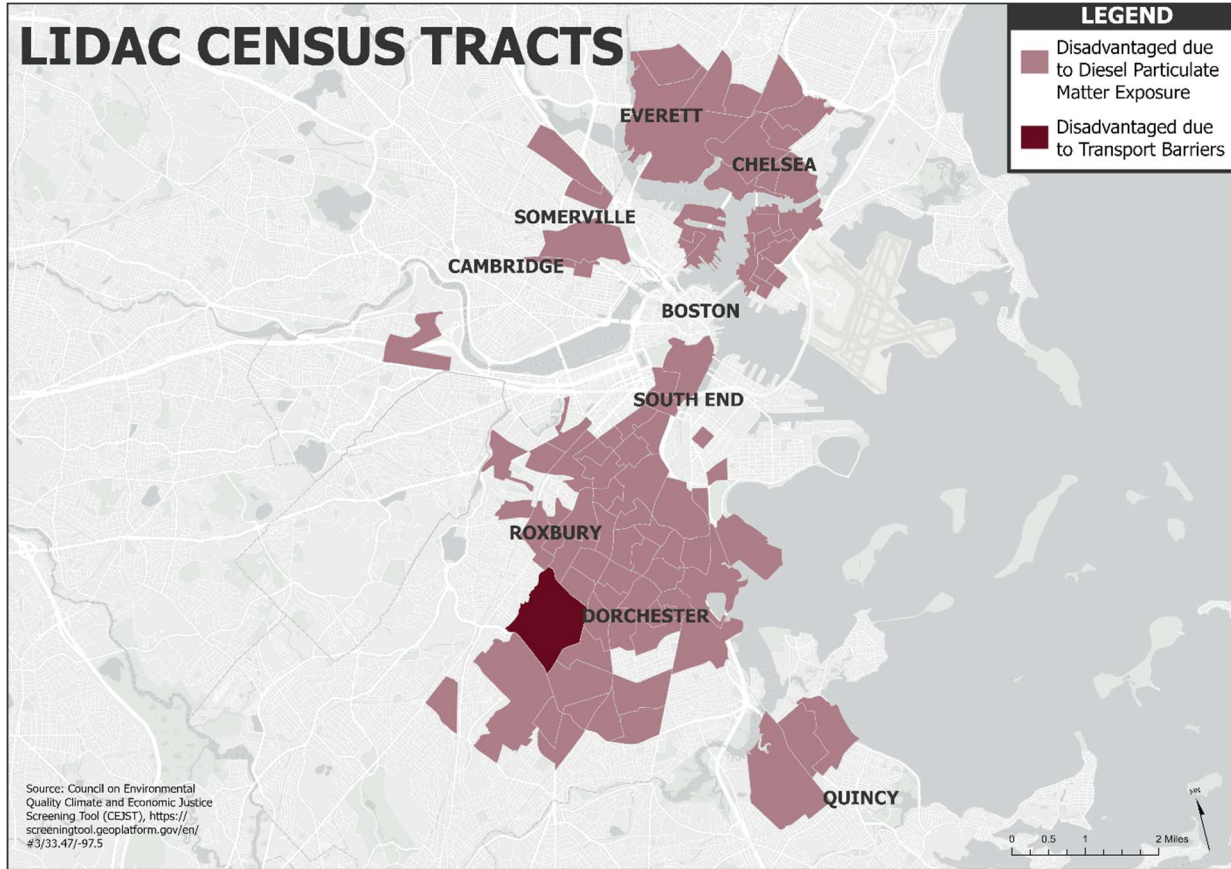 LIDAC CENSUS TRACTS
LEGEND
Disadvantaged due
to Diesel Particulate
Matter Exposure
Disadvantaged due
to Transport Barriers
EVERETT
CHELSEA
SOMERVILLE
CAMBRIDGE
BOSTON
SOUTH END
ROXBURY
DORCHESTER
QUINCY
Source: Council on Environmental
Quality Climate and Economic Justice
Screening Tool (CEJST), https://
screeningtool.geoplatform.gov/en/
#3/33.47/-97.5
0 0.5 1 2 Miles